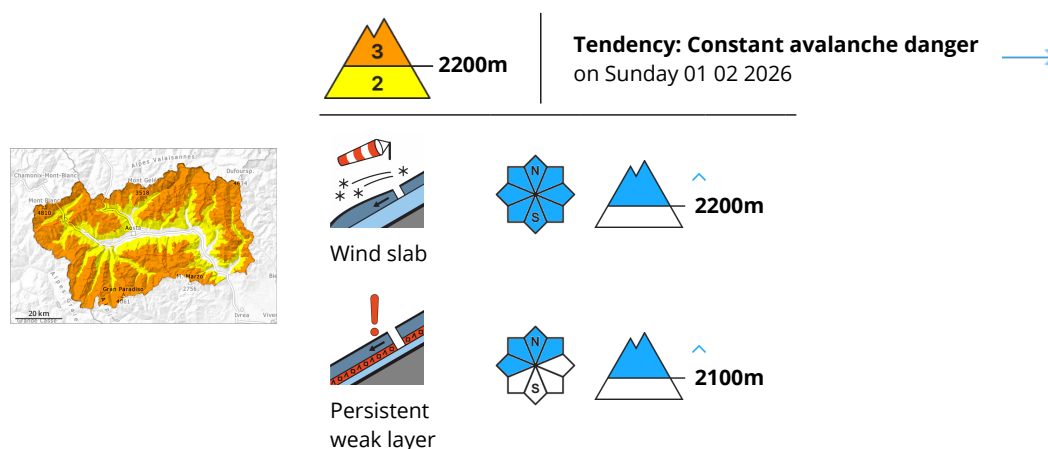 3
2200m
2
Tendency: Constant avalanche danger
on Sunday 01 02 2026
Alpes Valaisannes
Chamonix-Mont-Blanc
Mont Gelé
3518
Dufoursp.
4634
Mont Blanc
4810
Aosta
M. Marzo
2756
Gran Paradiso
4061
20 km
Grande Casse
Ivrea
N
S
2200m
Wind slab
N
S
2100m
Persistent
weak layer